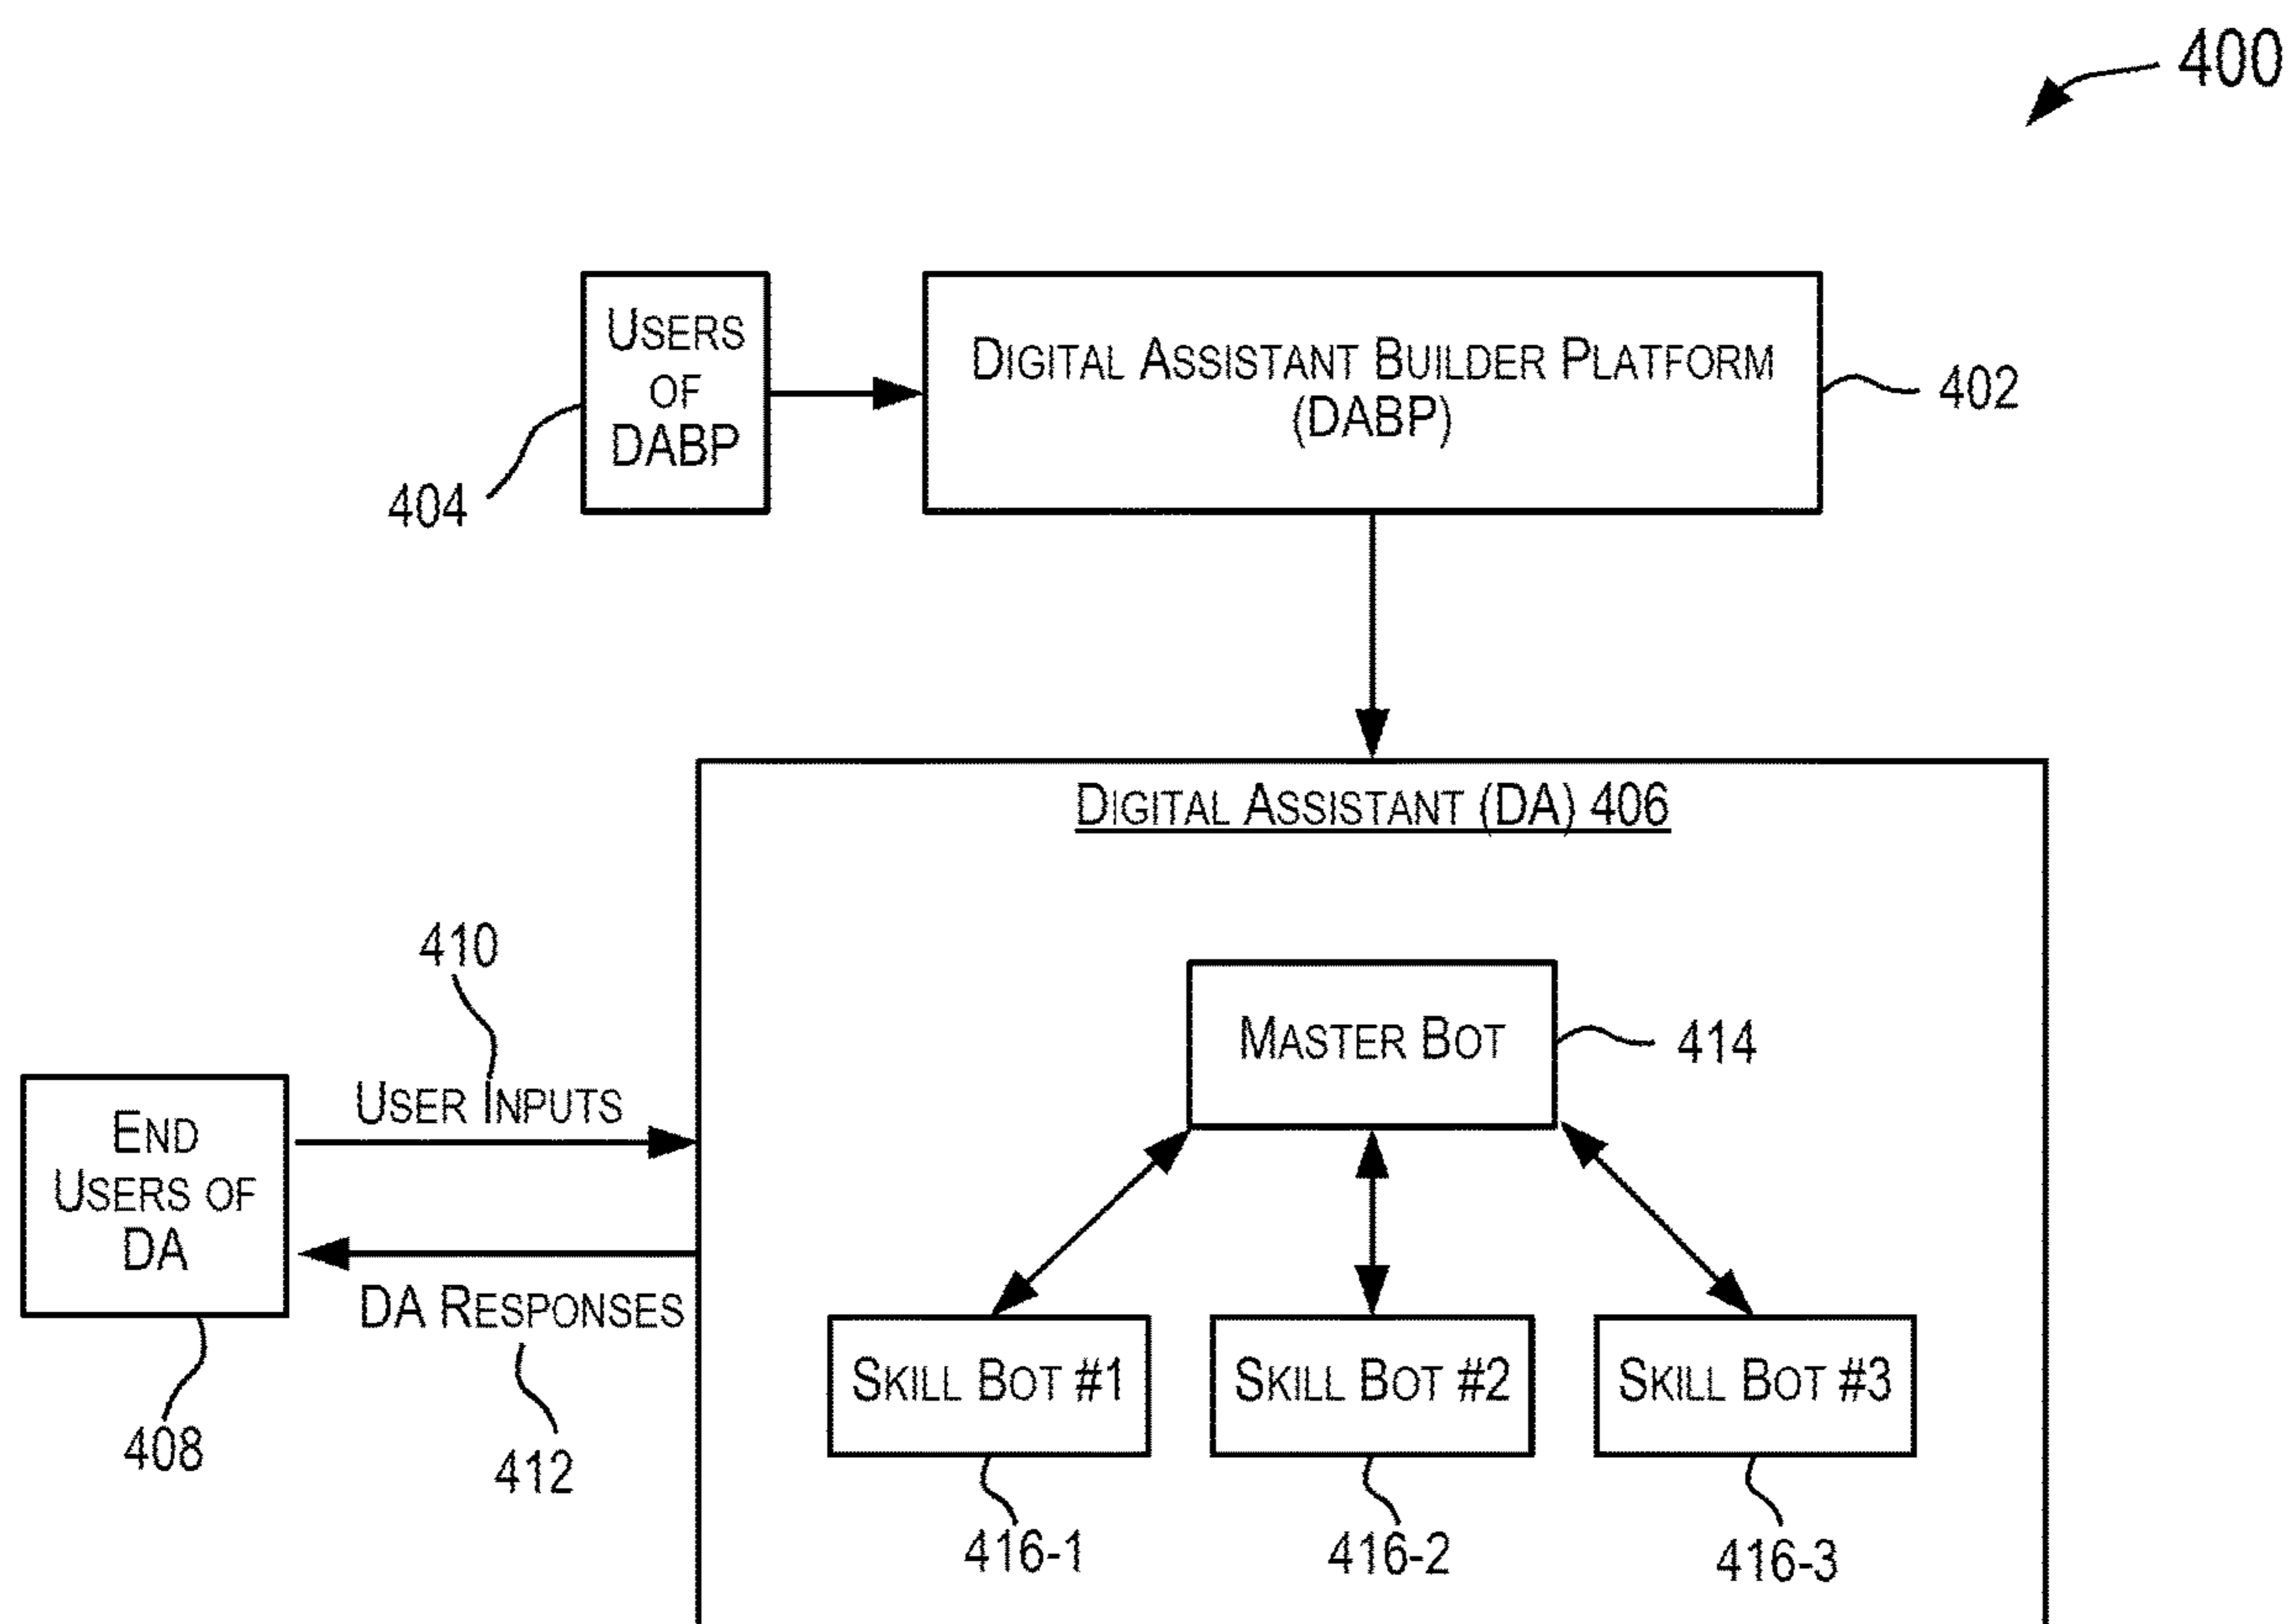 400
USERS
OF
DABP
DIGITAL ASSISTANT BUILDER PLATFORM
(DABP)
402
404
DIGITAL ASSISTANT (DA) 406
410
USER INPUTS
MASTER BOT
414
END
USERS OF
DA
DA RESPONSES
408
412
SKILL BOT #1
SKILL BOT #2
SKILL BOT #3
416-1
416-2
416-3